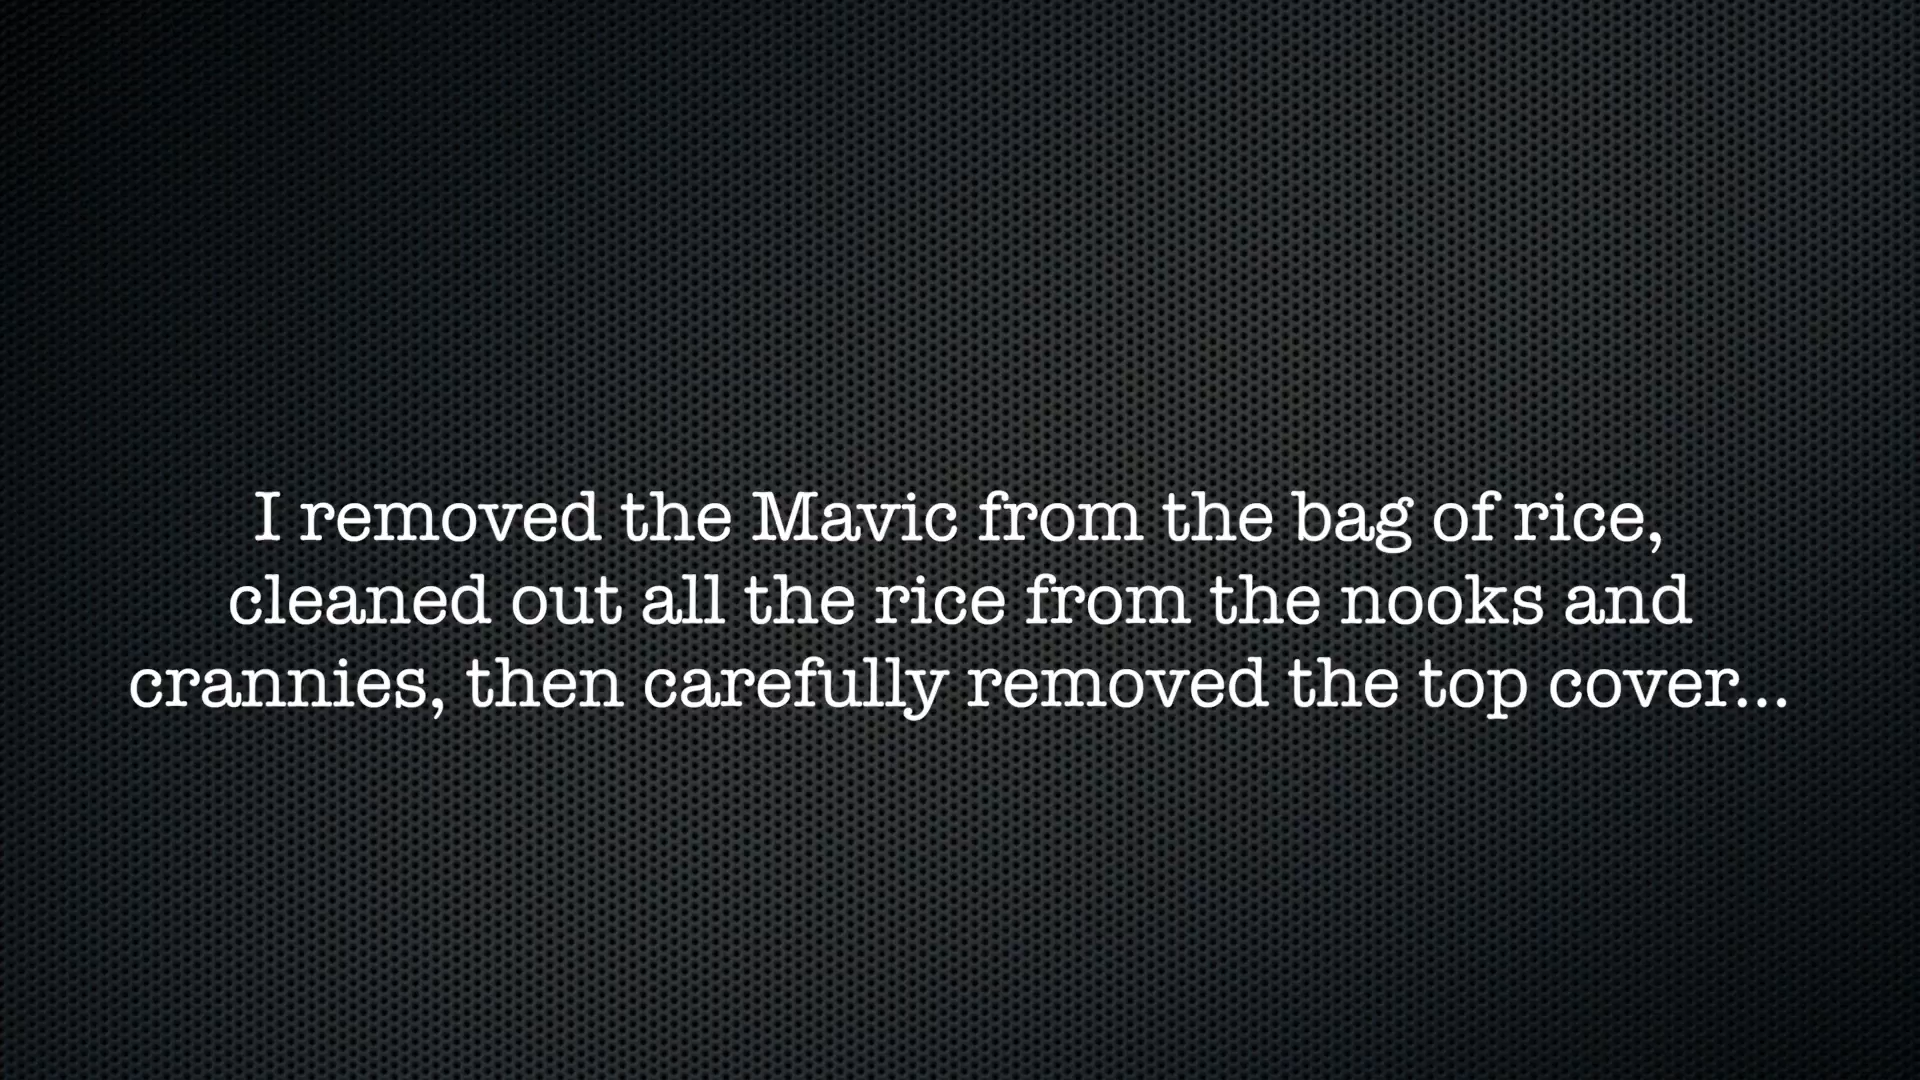 I removed the Mavic from the bag of rice,
cleaned out all the rice from the nooks and
crannies, then carefully removed the top cover...